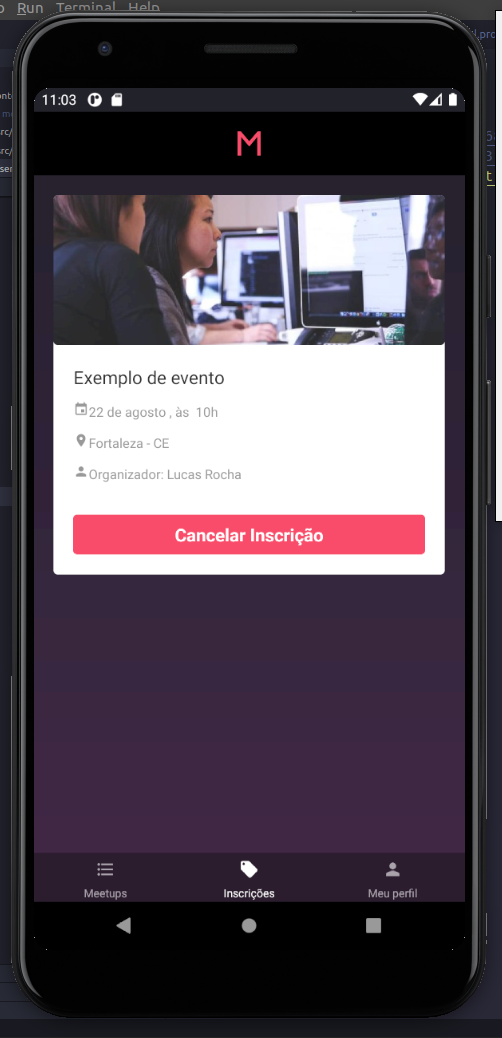 Run Terminal Help
11:03
M
Exemplo de evento
22 de agosto , às 10h
Fortaleza - CE
Organizador: Lucas Rocha
Cancelar Inscrição
Meetups
Inscrições
Meu perfil